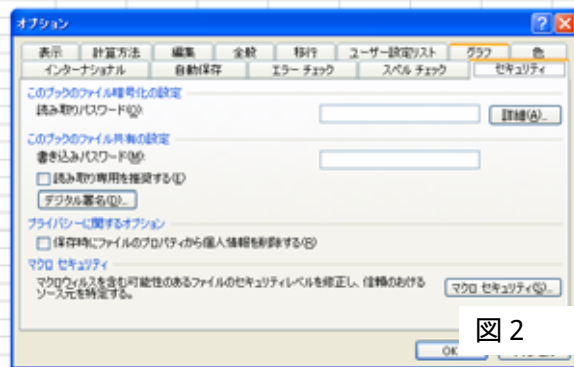 オプション
表示 計算方法 編集 全般 移行 ユーザー設定リスト グラフ 色
インターナショナル 自動保存 エラー チェック スペル チェック セキュリティ
このブックのファイル暗号化の設定
読み取りパスワード(O): 詳細(A)...
このブックのファイル共有の設定
書き込みパスワード(M):
読み取り専用を推奨する(E)
デジタル署名(D)...
プライバシーに関するオプション
保存時にファイルのプロパティから個人情報を削除する(R)
マクロ セキュリティ
マクロウィルスを含む可能性のあるファイルのセキュリティレベルを修正し、信頼のおける
ソース元を特定する。 マクロ セキュリティ(S)...
図2
OK